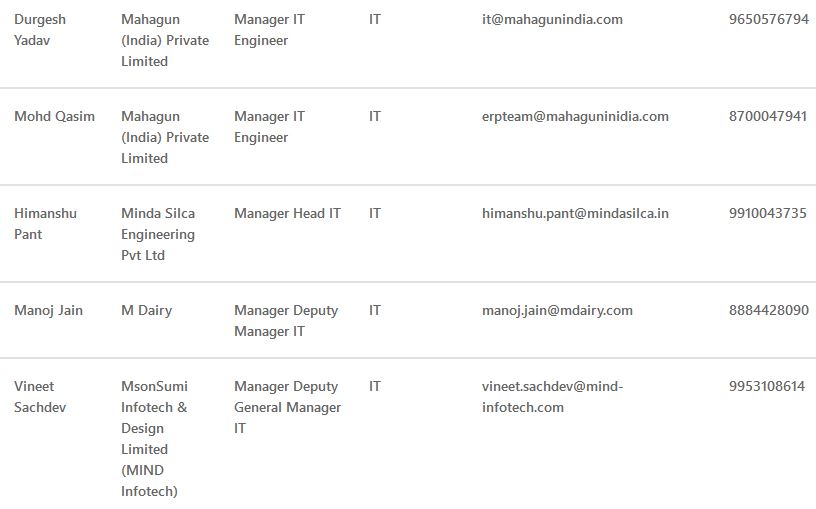 Durgesh Yadav	Mahagun (India) Private Limited	Manager IT Engineer	IT	it@mahagunindia.com	9650576794
Mohd Qasim	Mahagun (India) Private Limited	Manager IT Engineer	IT	erpteam@mahaguninidia.com	8700047941
Himanshu Pant	Minda Silca Engineering Pvt Ltd	Manager Head IT	IT	himanshu.pant@mindasilca.in	9910043735
Manoj Jain	M Dairy	Manager Deputy Manager IT	IT	manoj.jain@mdairy.com	8884428090
Vineet Sachdev	MsonSumi Infotech & Design Limited (MIND Infotech)	Manager Deputy General Manager IT	IT	vineet.sachdev@mind-infotech.com	9953108614